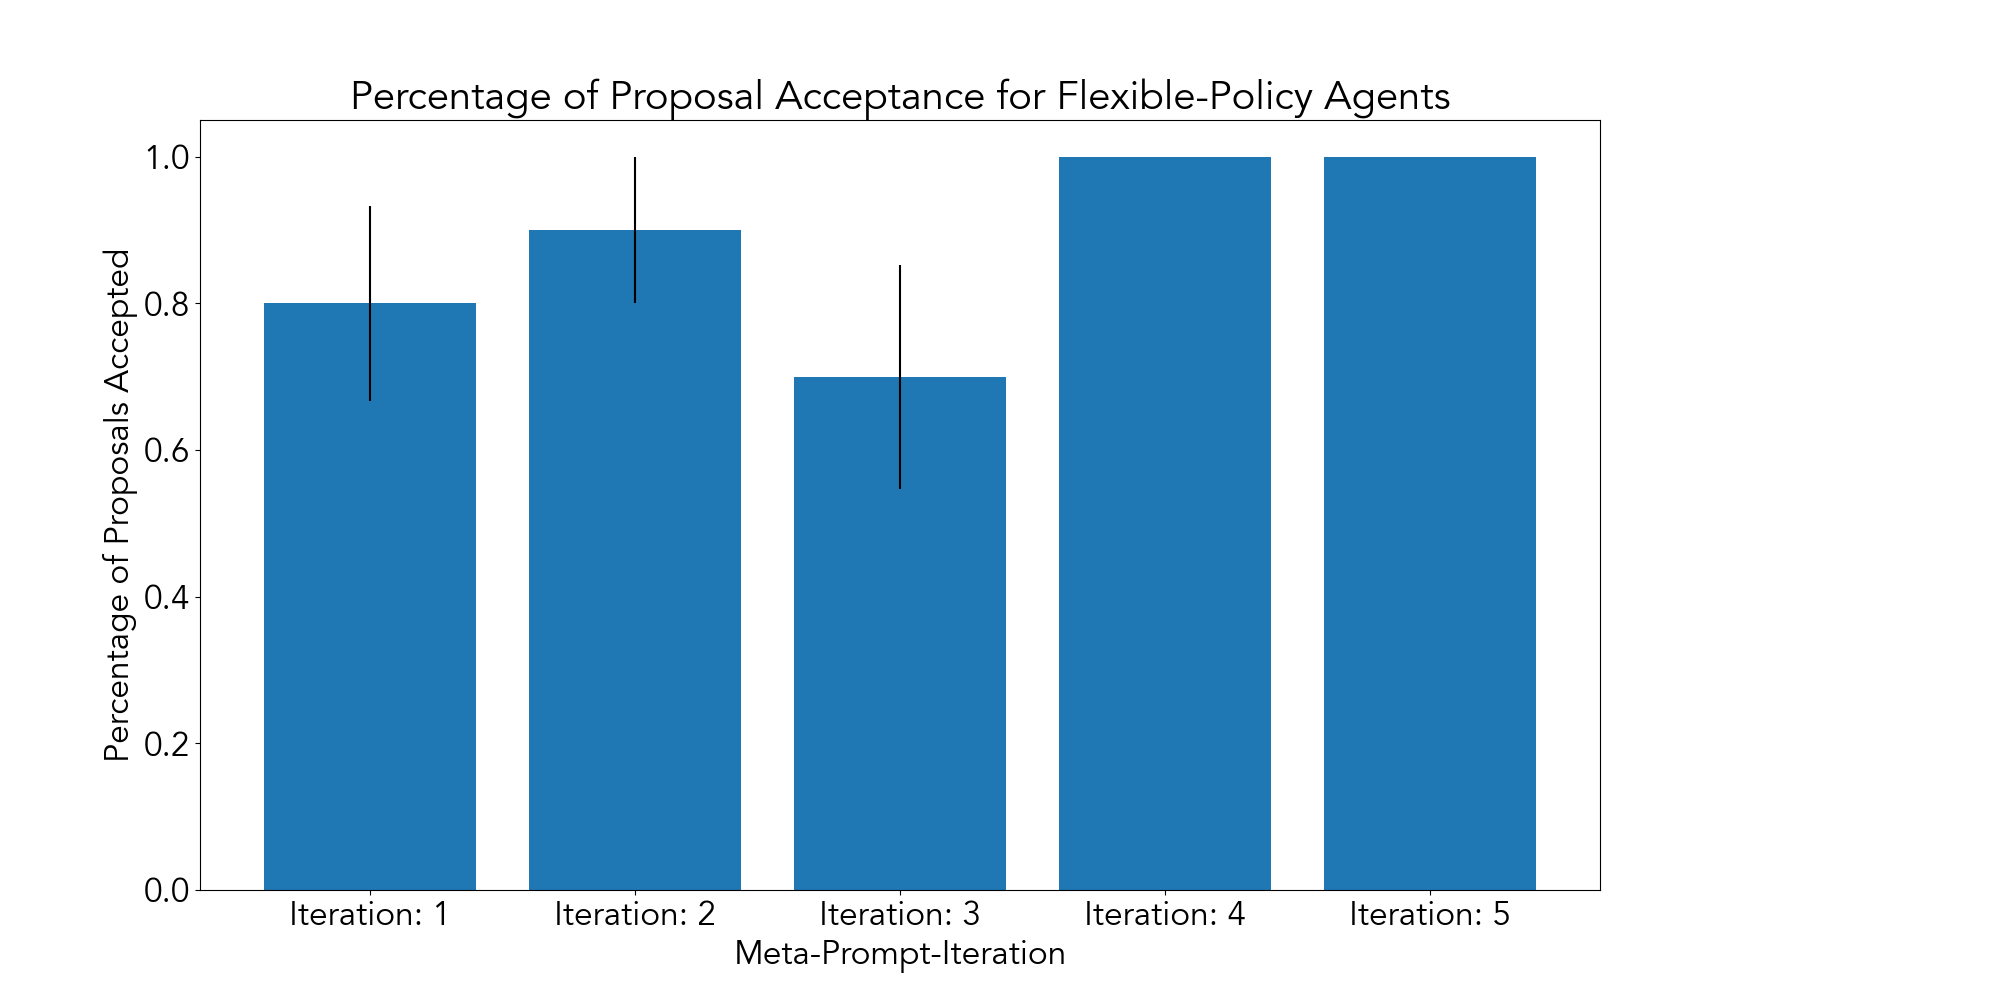 Percentage of Proposal Acceptance for Flexible-Policy Agents
Percentage of Proposals Accepted
1.0
0.8
0.6
0.4
0.2
0.0
Iteration: 1
Iteration: 2
Iteration: 3
Iteration: 4
Iteration: 5
Meta-Prompt-Iteration